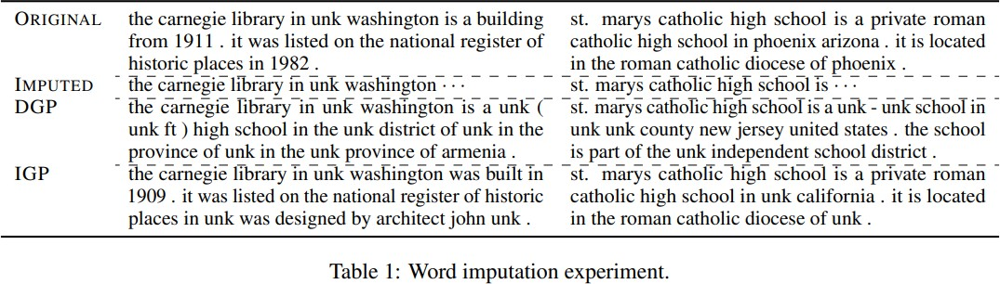 ORIGINAL
the carnegie library in unk washington is a building
from 1911 . it was listed on the national register of
historic places in 1982 .
st. marys catholic high school is a private roman
catholic high school in phoenix arizona . it is located
in the roman catholic diocese of phoenix .
IMPUTED
the carnegie library in unk washington · · ·
st. marys catholic high school is · · ·
DGP
the carnegie library in unk washington is a unk (
unk ft ) high school in the unk district of unk in the
province of unk in the unk province of armenia .
st. marys catholic high school is a unk - unk school in
unk unk county new jersey united states . the school
is part of the unk independent school district .
IGP
the carnegie library in unk washington was built in
1909 . it was listed on the national register of historic
places in unk was designed by architect john unk .
st. marys catholic high school is a private roman
catholic high school in unk california . it is located
in the roman catholic diocese of unk .
Table 1: Word imputation experiment.